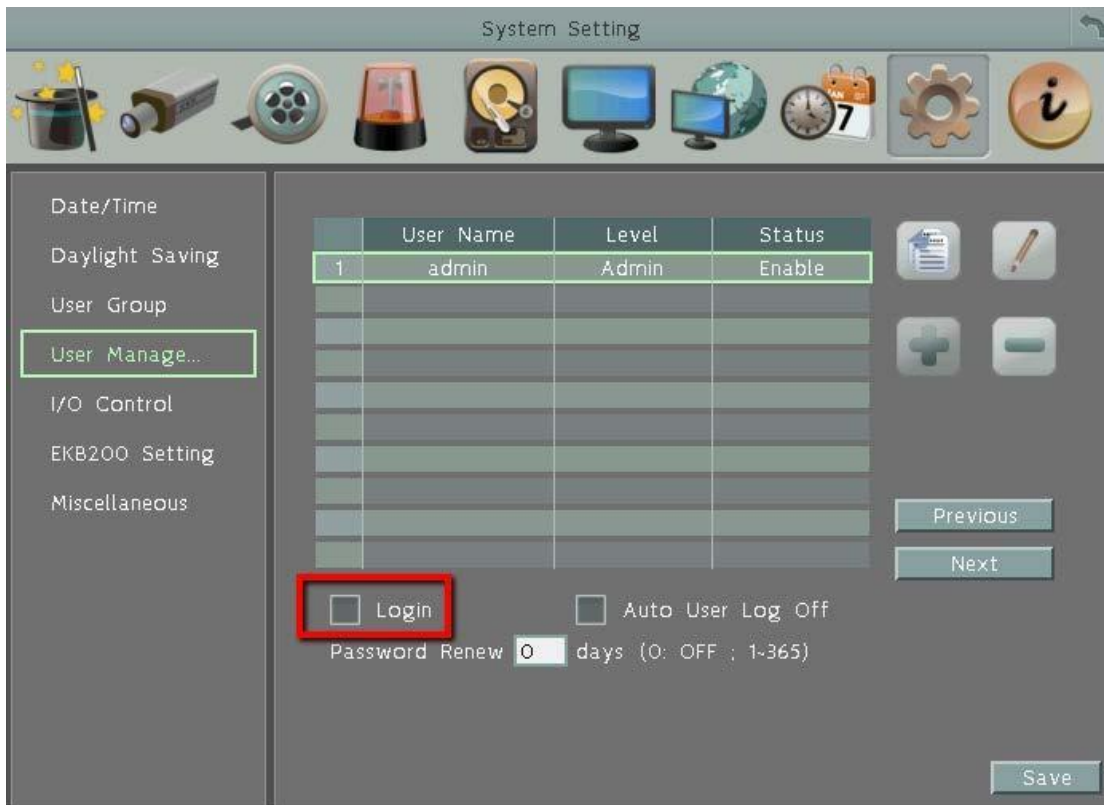 System Setting
7
i
Date/Time
Daylight Saving
User Group
User Manage...
I/O Control
EKB200 Setting
Miscellaneous
User Name Level Status
1 admin Admin Enable
Previous
Next
Login Auto User Log Off
Password Renew 0 days (0: OFF ; 1~365)
Save